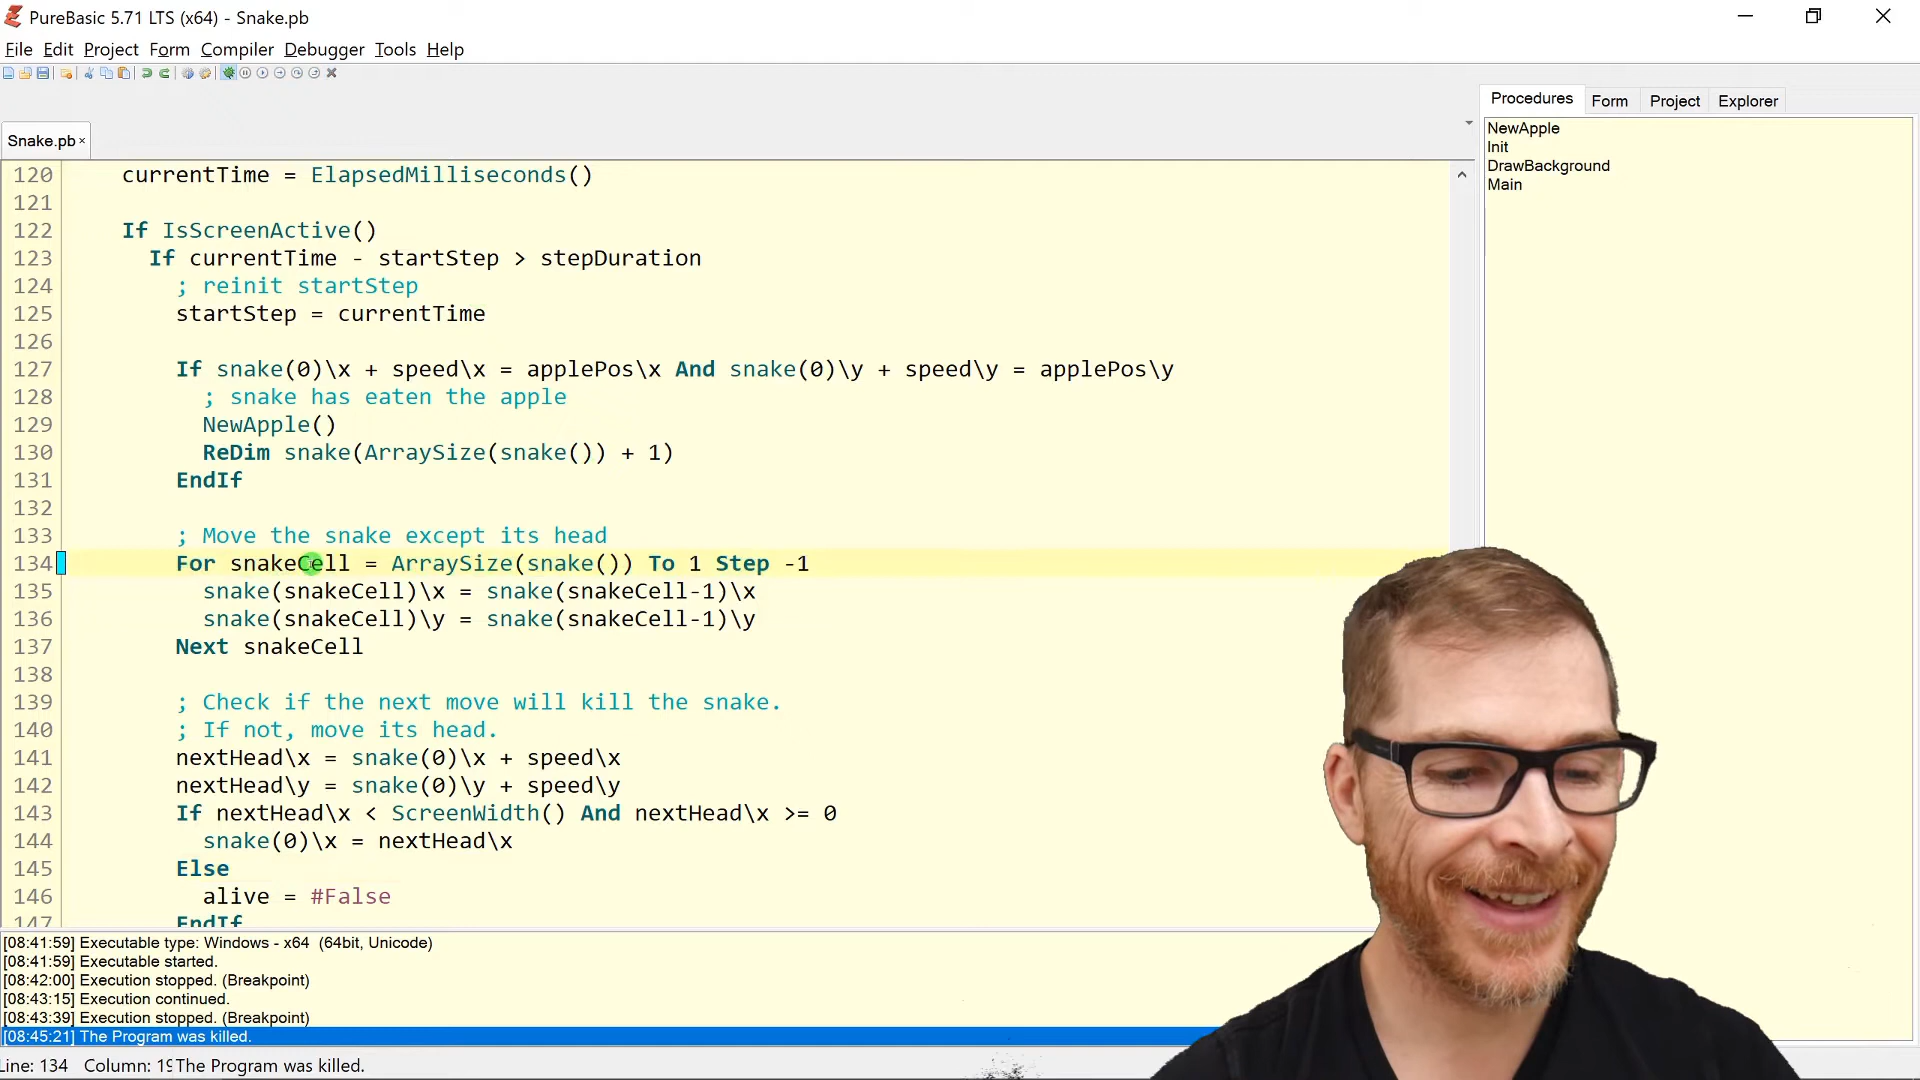 PureBasic 5.71 LTS (x64) - Snake.pb
File Edit Project Form Compiler Debugger Tools Help
Procedures Form Project Explorer
Snake.pb
NewApple
Init
DrawBackground
Main
120 currentTime = ElapsedMilliseconds()
121
122 If IsScreenActive()
123 If currentTime - startStep > stepDuration
124 ; reinit startStep
125 startStep = currentTime
126
127 If snake(0)\x + speed\x = applePos\x And snake(0)\y + speed\y = applePos\y
128 ; snake has eaten the apple
129 NewApple()
130 ReDim snake(ArraySize(snake()) + 1)
131 EndIf
132
133 ; Move the snake except its head
134 For snakeCell = ArraySize(snake()) To 1 Step -1
135 snake(snakeCell)\x = snake(snakeCell-1)\x
136 snake(snakeCell)\y = snake(snakeCell-1)\y
137 Next snakeCell
138
139 ; Check if the next move will kill the snake.
140 ; If not, move its head.
141 nextHead\x = snake(0)\x + speed\x
142 nextHead\y = snake(0)\y + speed\y
143 If nextHead\x < ScreenWidth() And nextHead\x >= 0
144 snake(0)\x = nextHead\x
145 Else
146 alive = #False
147 EndIf
[08:41:59] Executable type: Windows - x64 (64bit, Unicode)
[08:41:59] Executable started.
[08:42:00] Execution stopped. (Breakpoint)
[08:43:15] Execution continued.
[08:43:39] Execution stopped. (Breakpoint)
[08:45:21] The Program was killed.
Line: 134 Column: 19 The Program was killed.